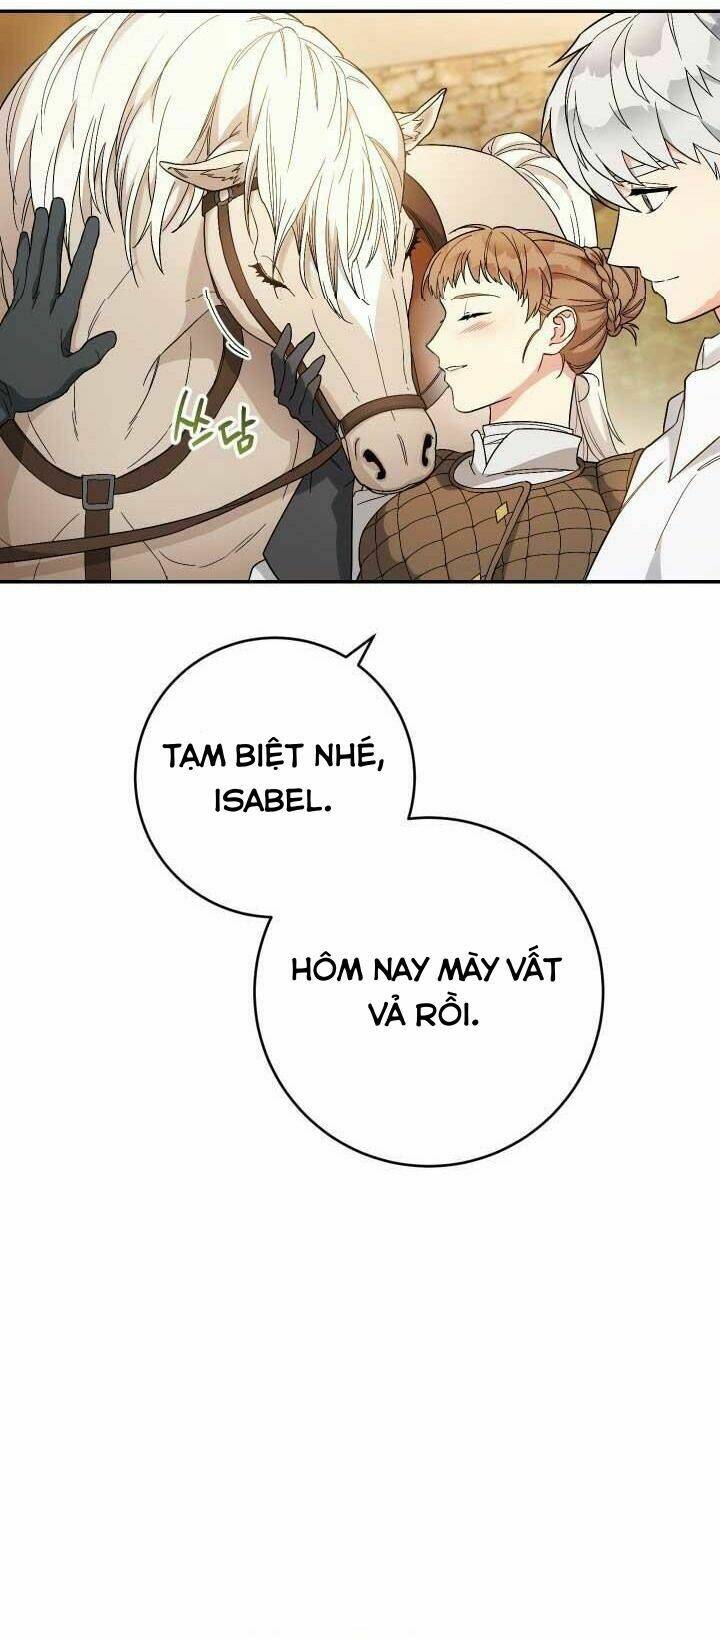 쓰담
TẠM BIỆT NHÉ,
ISABEL.
HÔM NAY MÀY VẤT
VẢ RỒI.